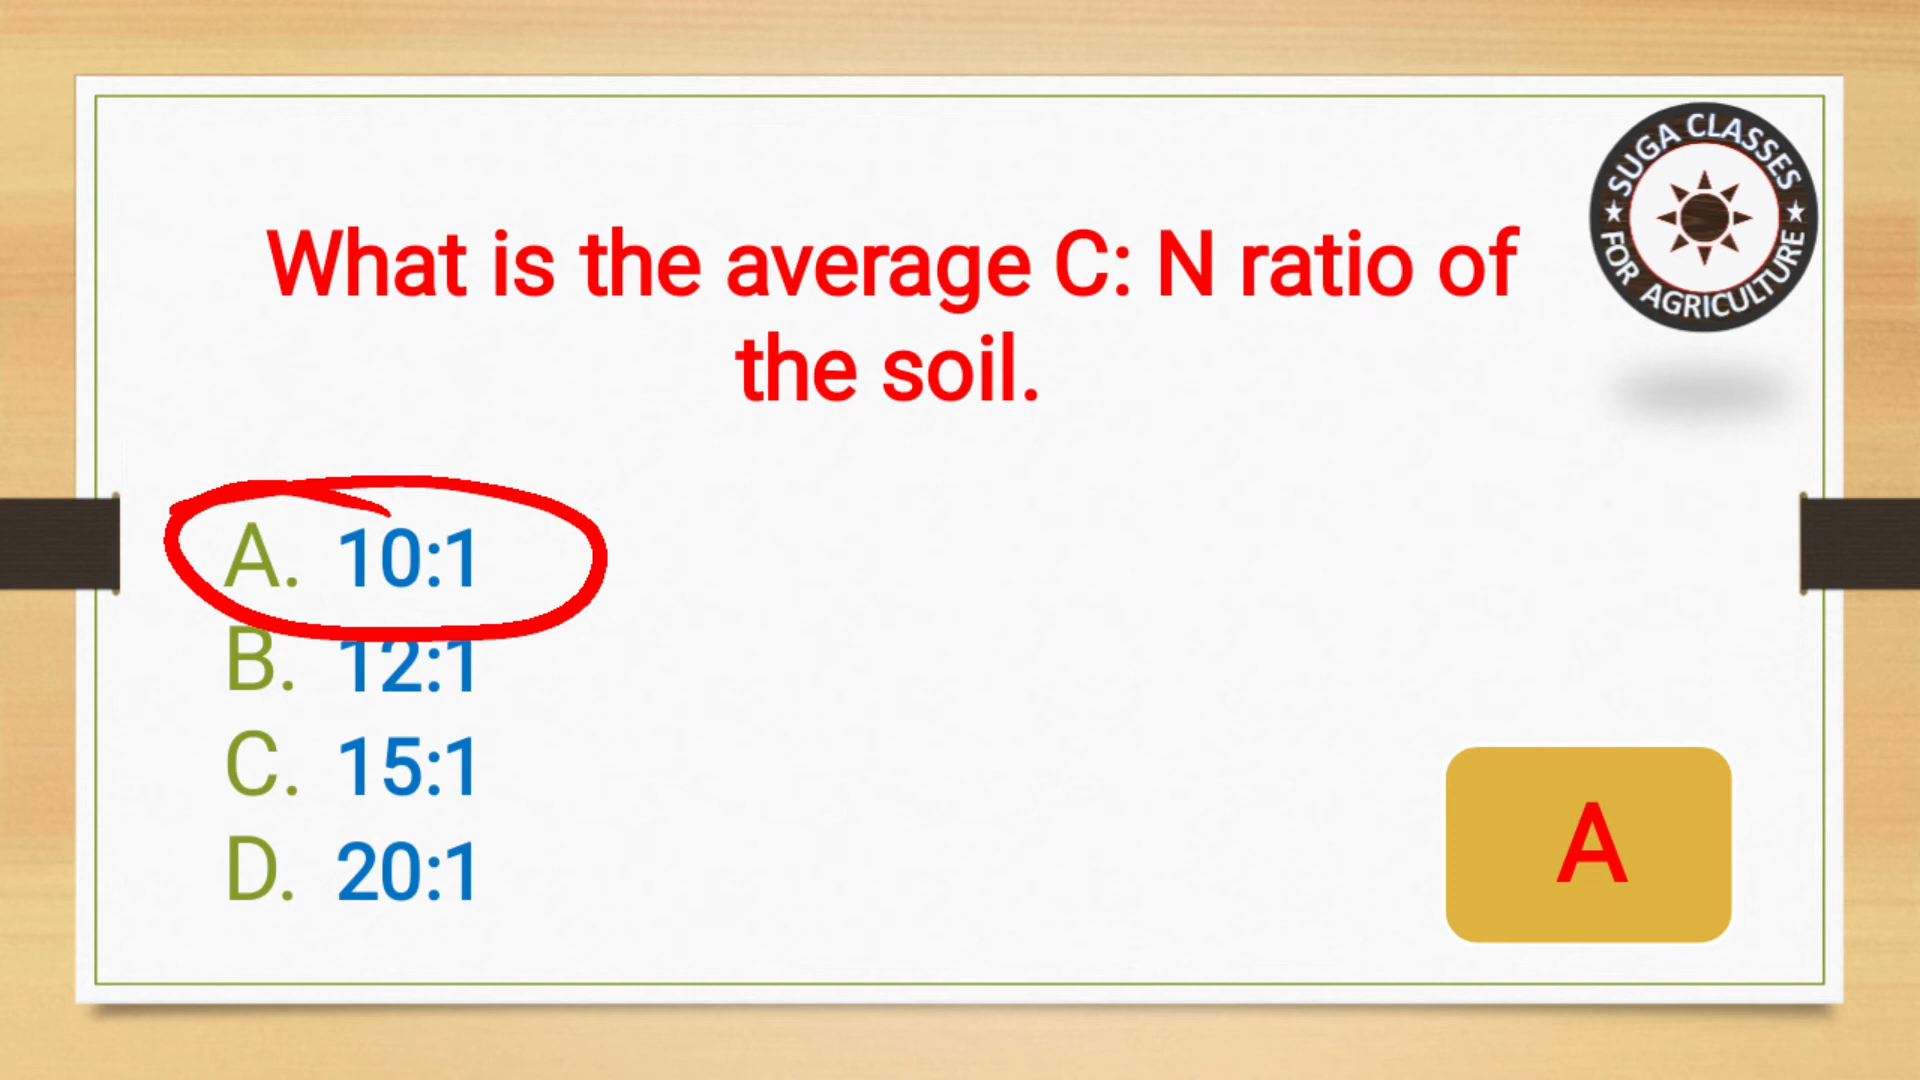 SUGA CLASSES
FOR AGRICULTURE
What is the average C: N ratio of
the soil.
A. 10:1
B. 12:1
C. 15:1
D. 20:1
A